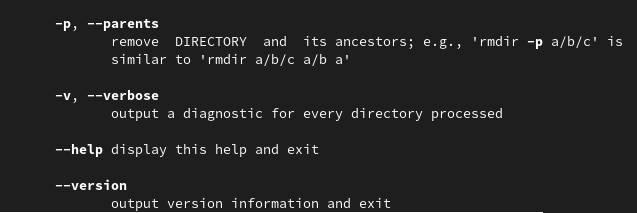 -p, --parents
remove  DIRECTORY  and  its ancestors; e.g., 'rmdir -p a/b/c' is
similar to 'rmdir a/b/c a/b a'
-v, --verbose
output a diagnostic for every directory processed
--help display this help and exit
--version
output version information and exit